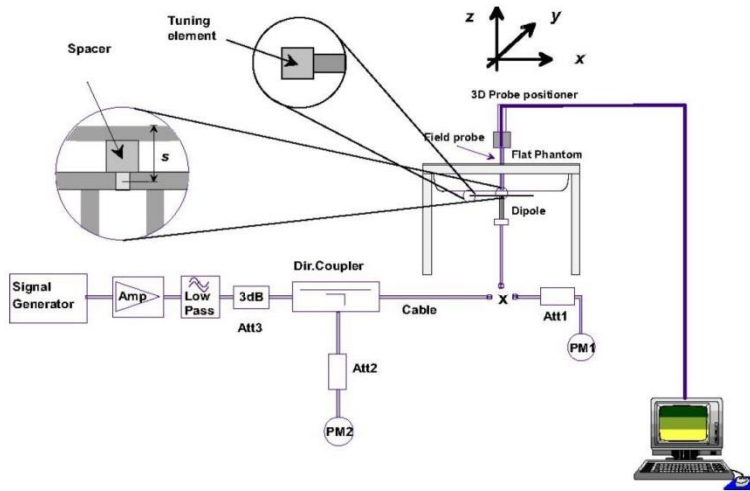 Tuning
element
Spacer
s
z
y
x
3D Probe positioner
Field probe
Flat Phantom
Dipole
Signal
Generator
Amp
Low
Pass
3dB
Att3
Dir.Coupler
Cable
x
Att1
PM1
Att2
PM2